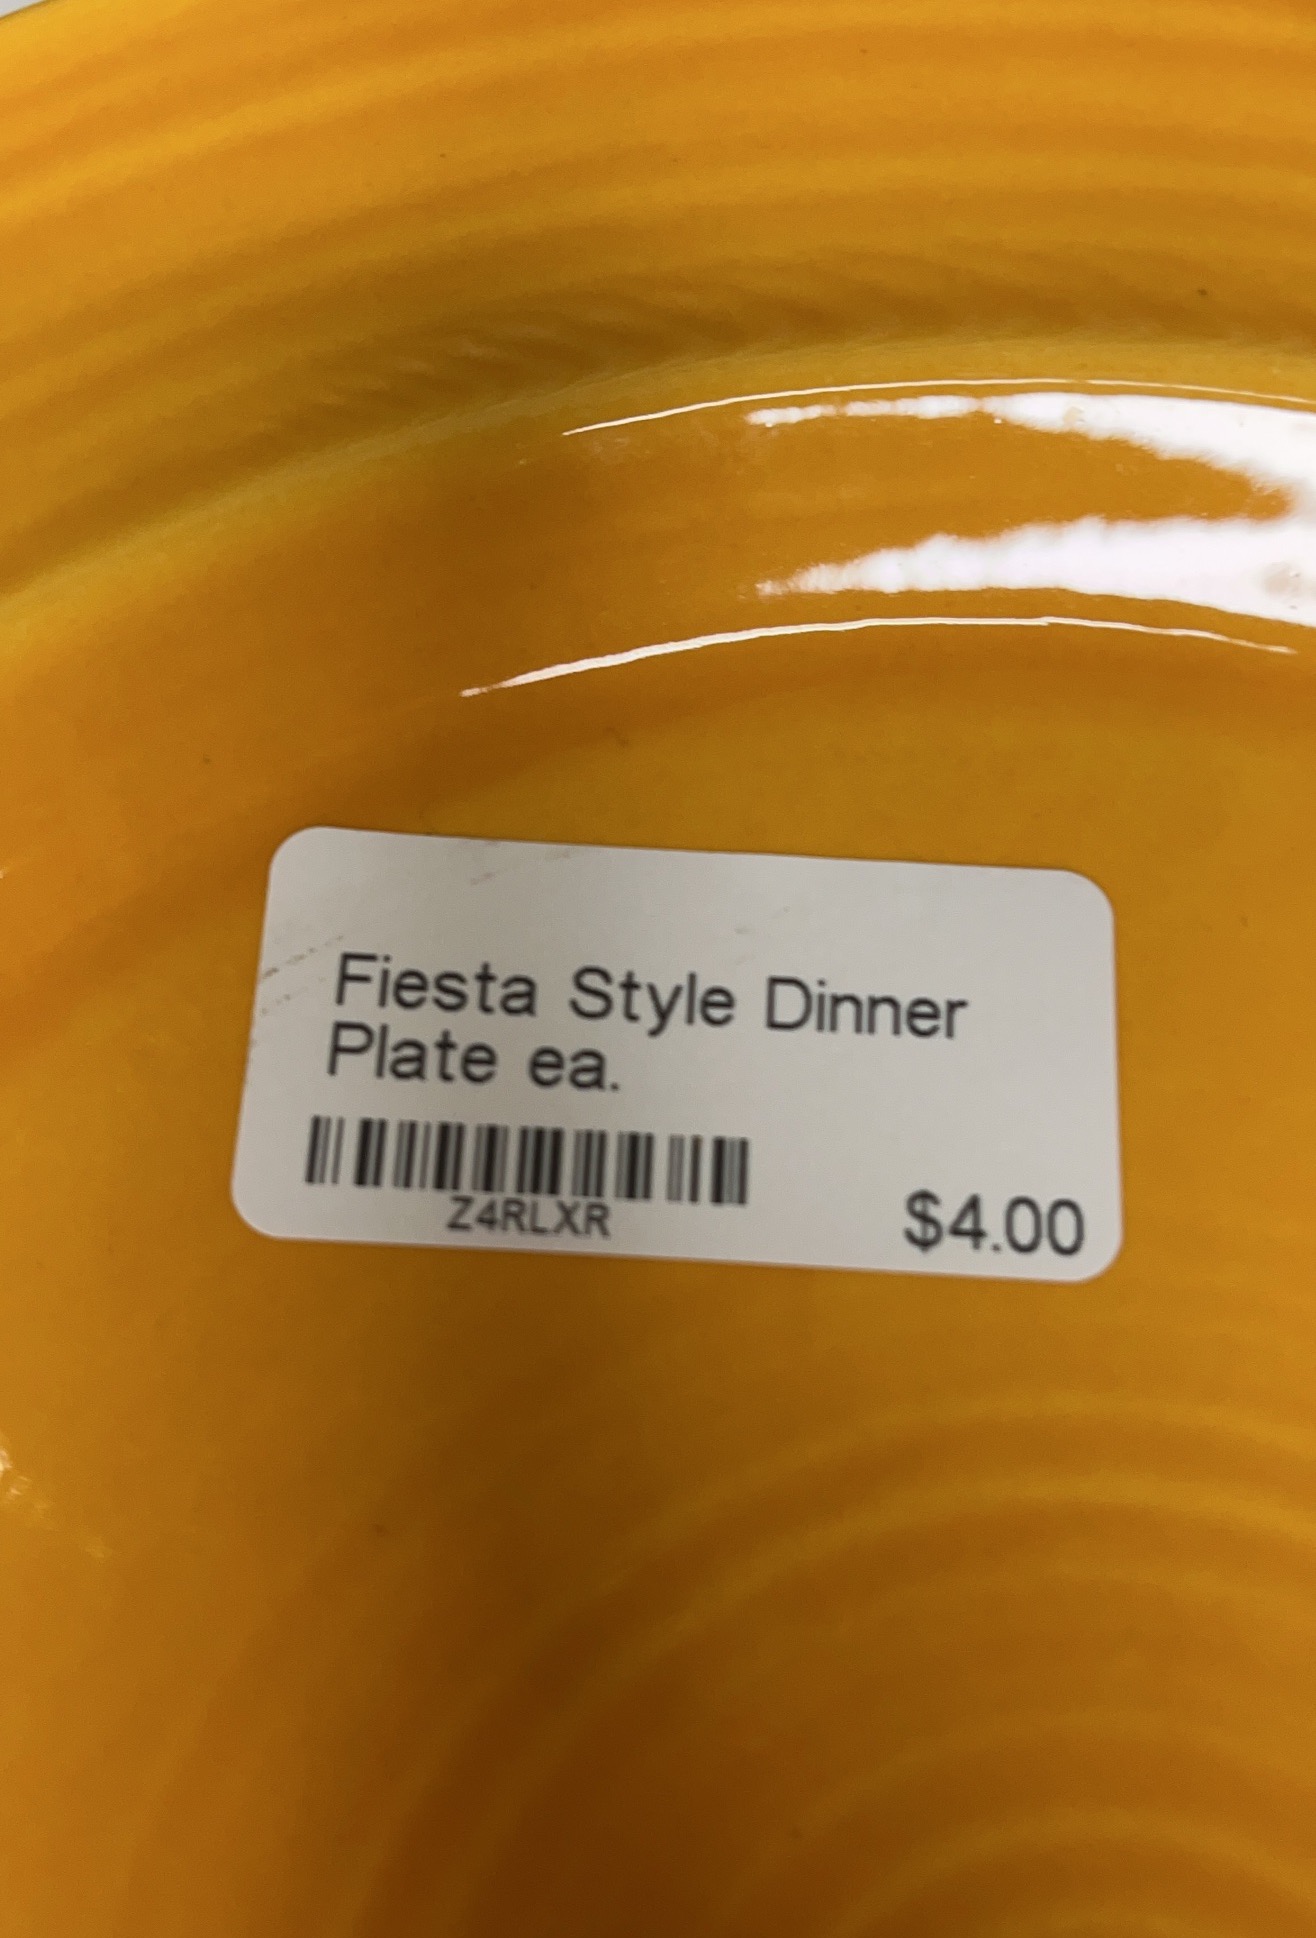 Fiesta Style Dinner
Plate ea.
Z4RLXR
$4.00